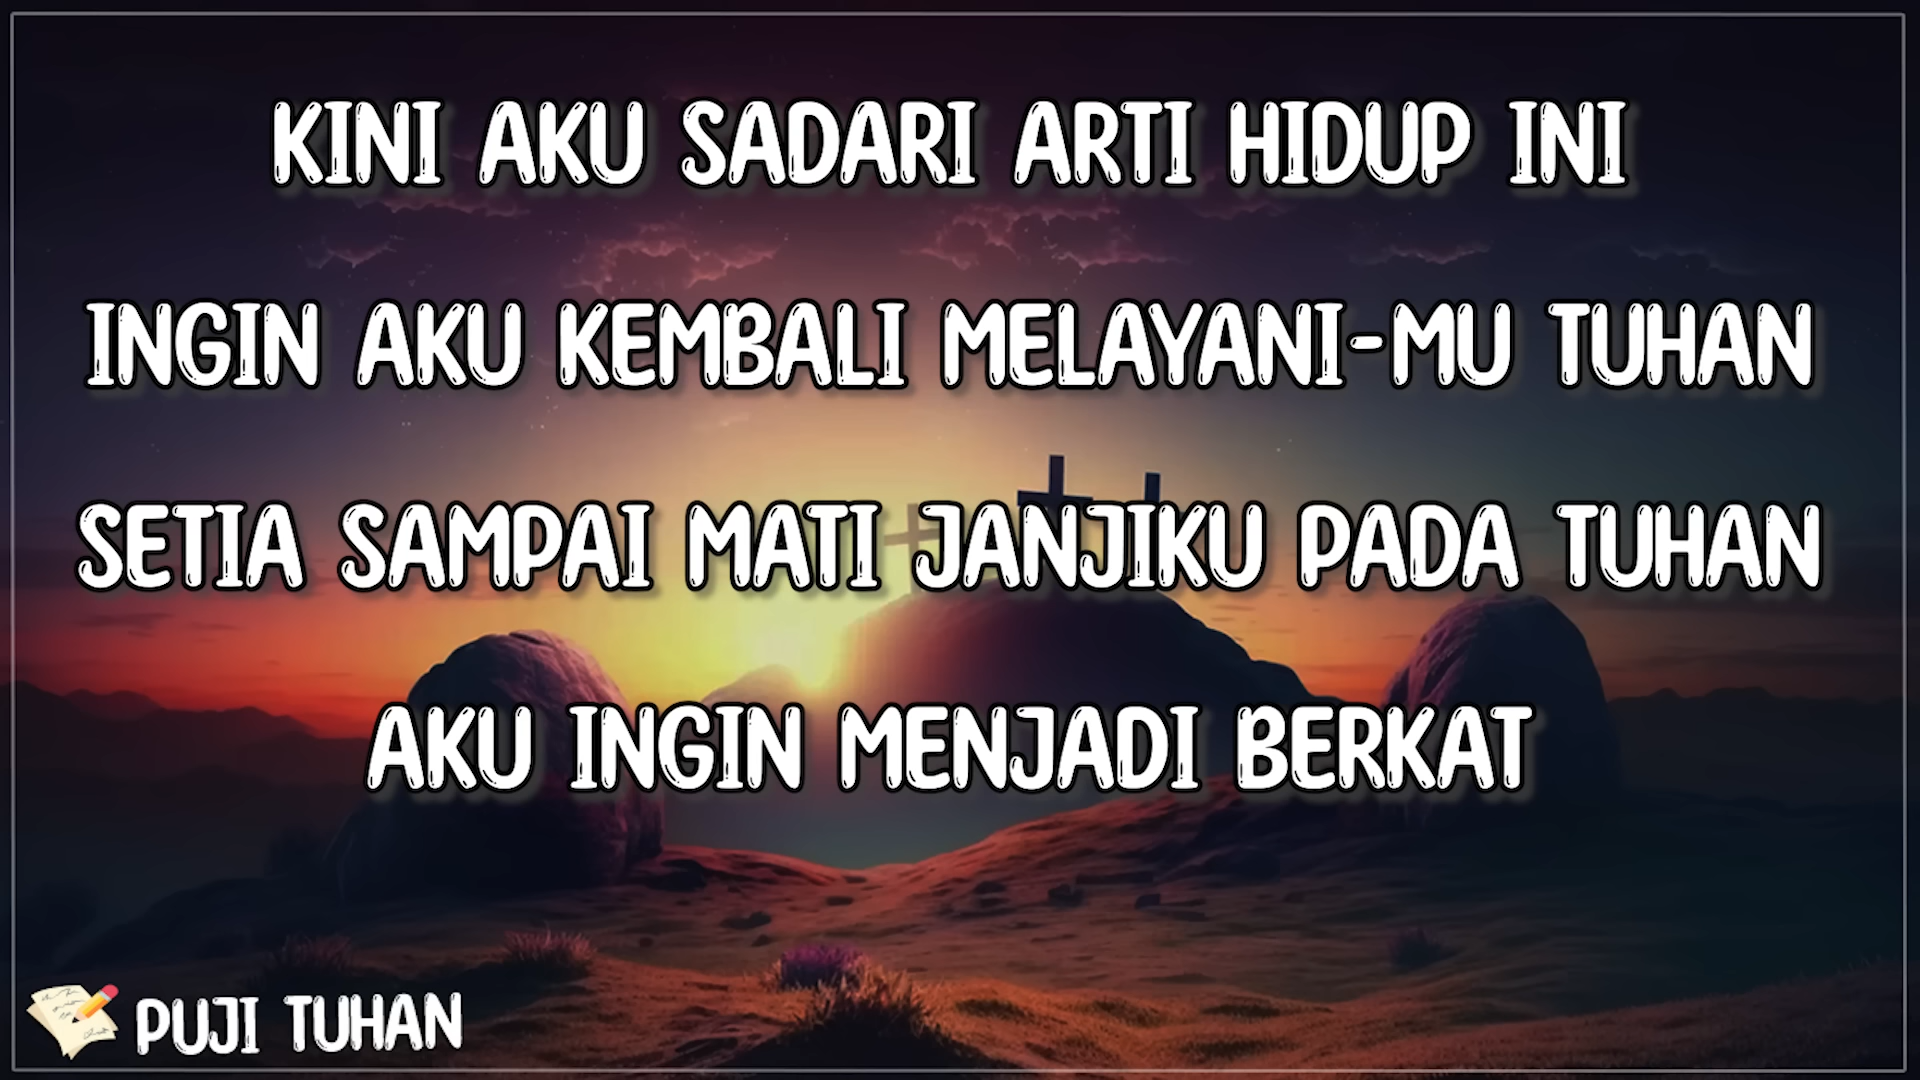 KINI AKU SADARI ARTI HIDUP INI
INGIN AKU KEMBALI MELAYANI-MU TUHAN
SETIA SAMPAI MATI JANJIKU PADA TUHAN
AKU INGIN MENJADI BERKAT
PUJI TUHAN